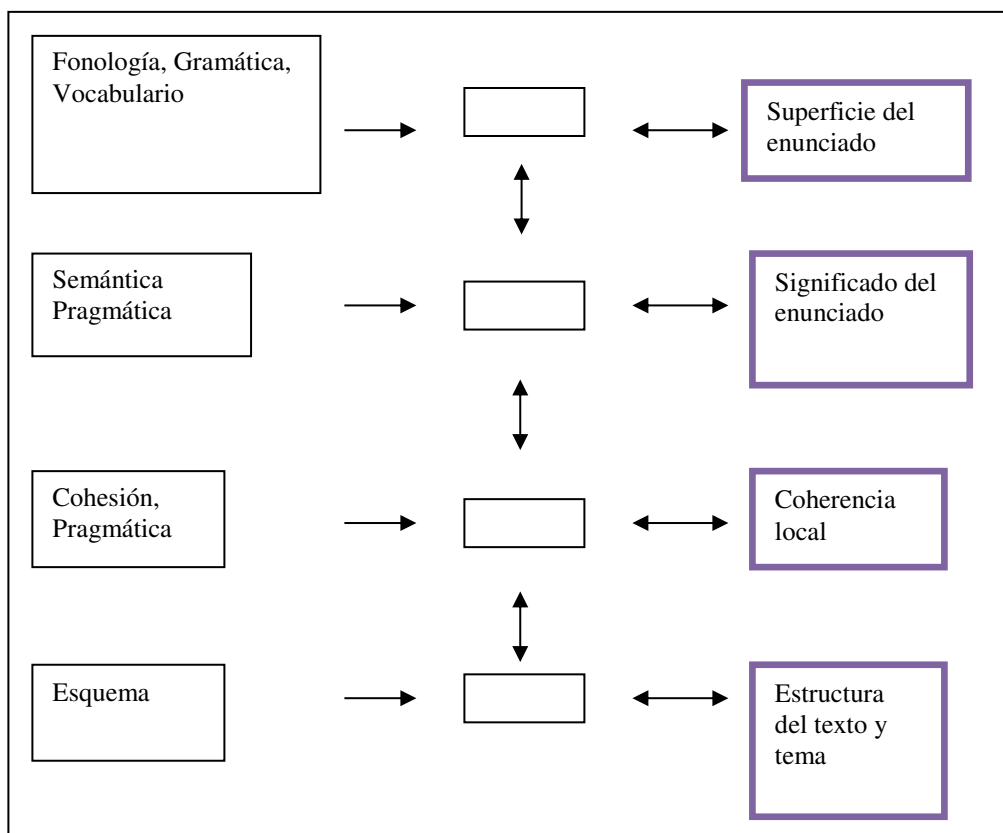 Fonología, Gramática,
Vocabulario
Superficie del
enunciado
Semántica
Pragmática
Significado del
enunciado
Cohesión,
Pragmática
Coherencia
local
Esquema
Estructura
del texto y
tema